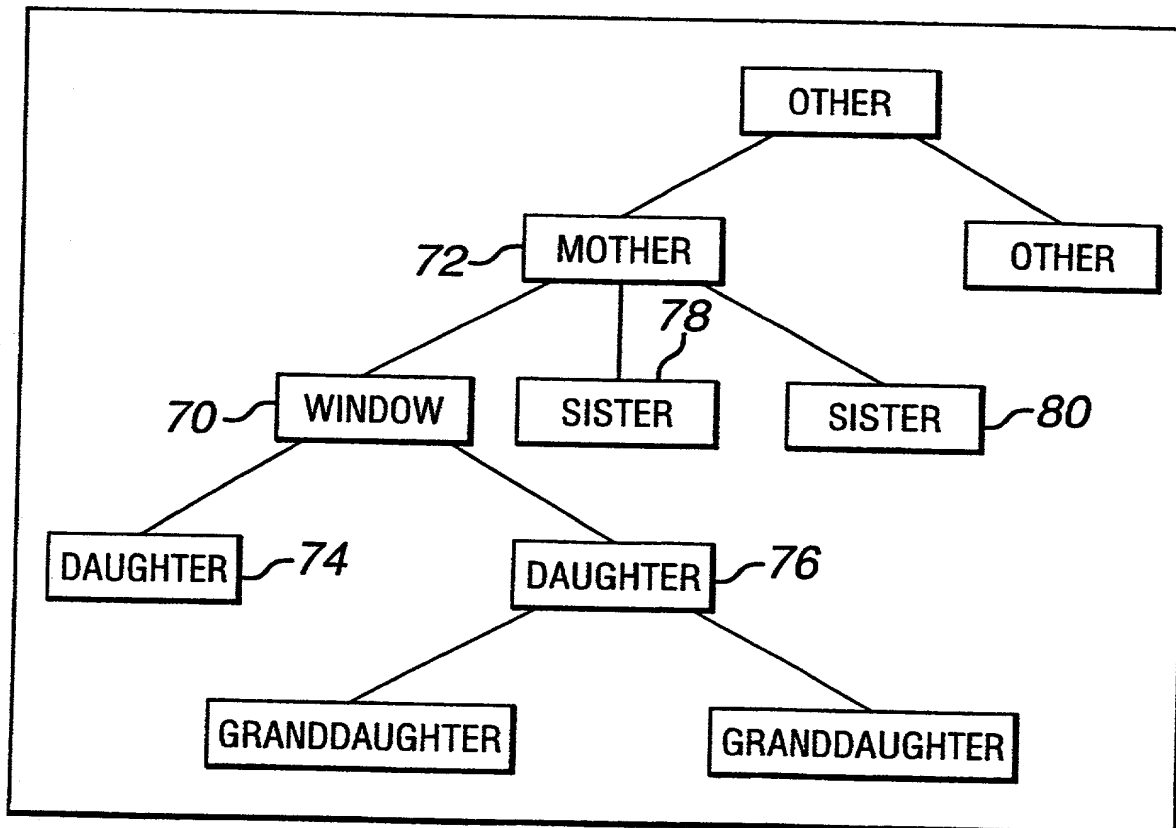 OTHER
72 MOTHER
OTHER
78
70 WINDOW
SISTER
SISTER 80
DAUGHTER 74
DAUGHTER 76
GRANDDAUGHTER
GRANDDAUGHTER